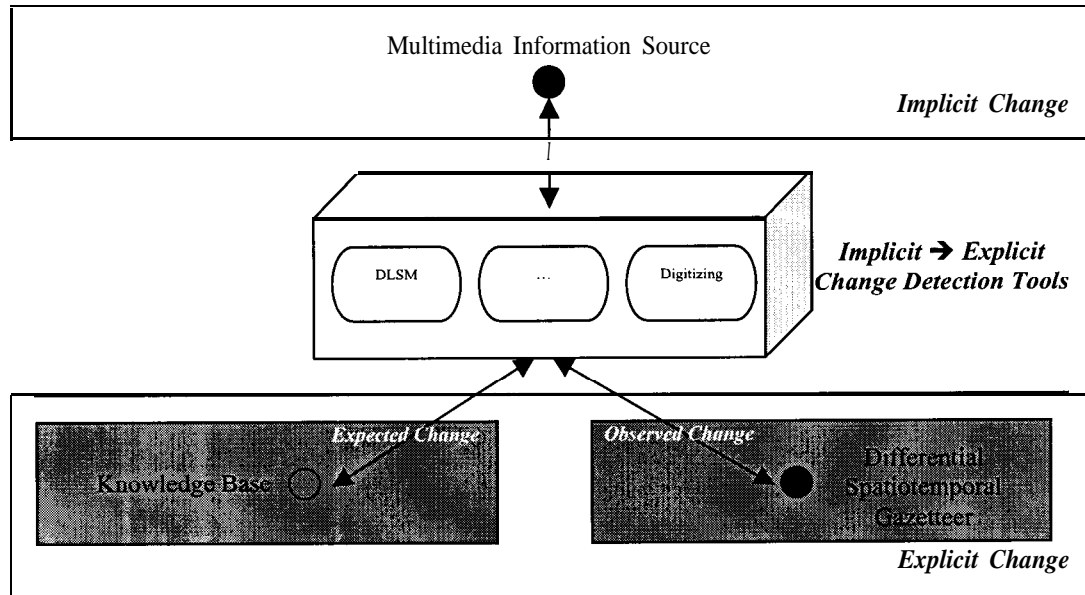 Multimedia Information Source
Implicit Change
DLSM
...
Digitizing
Implicit → Explicit
Change Detection Tools
Expected Change
Observed Change
Knowledge Base
Differential
Spatiotemporal
Gazetteer
Explicit Change